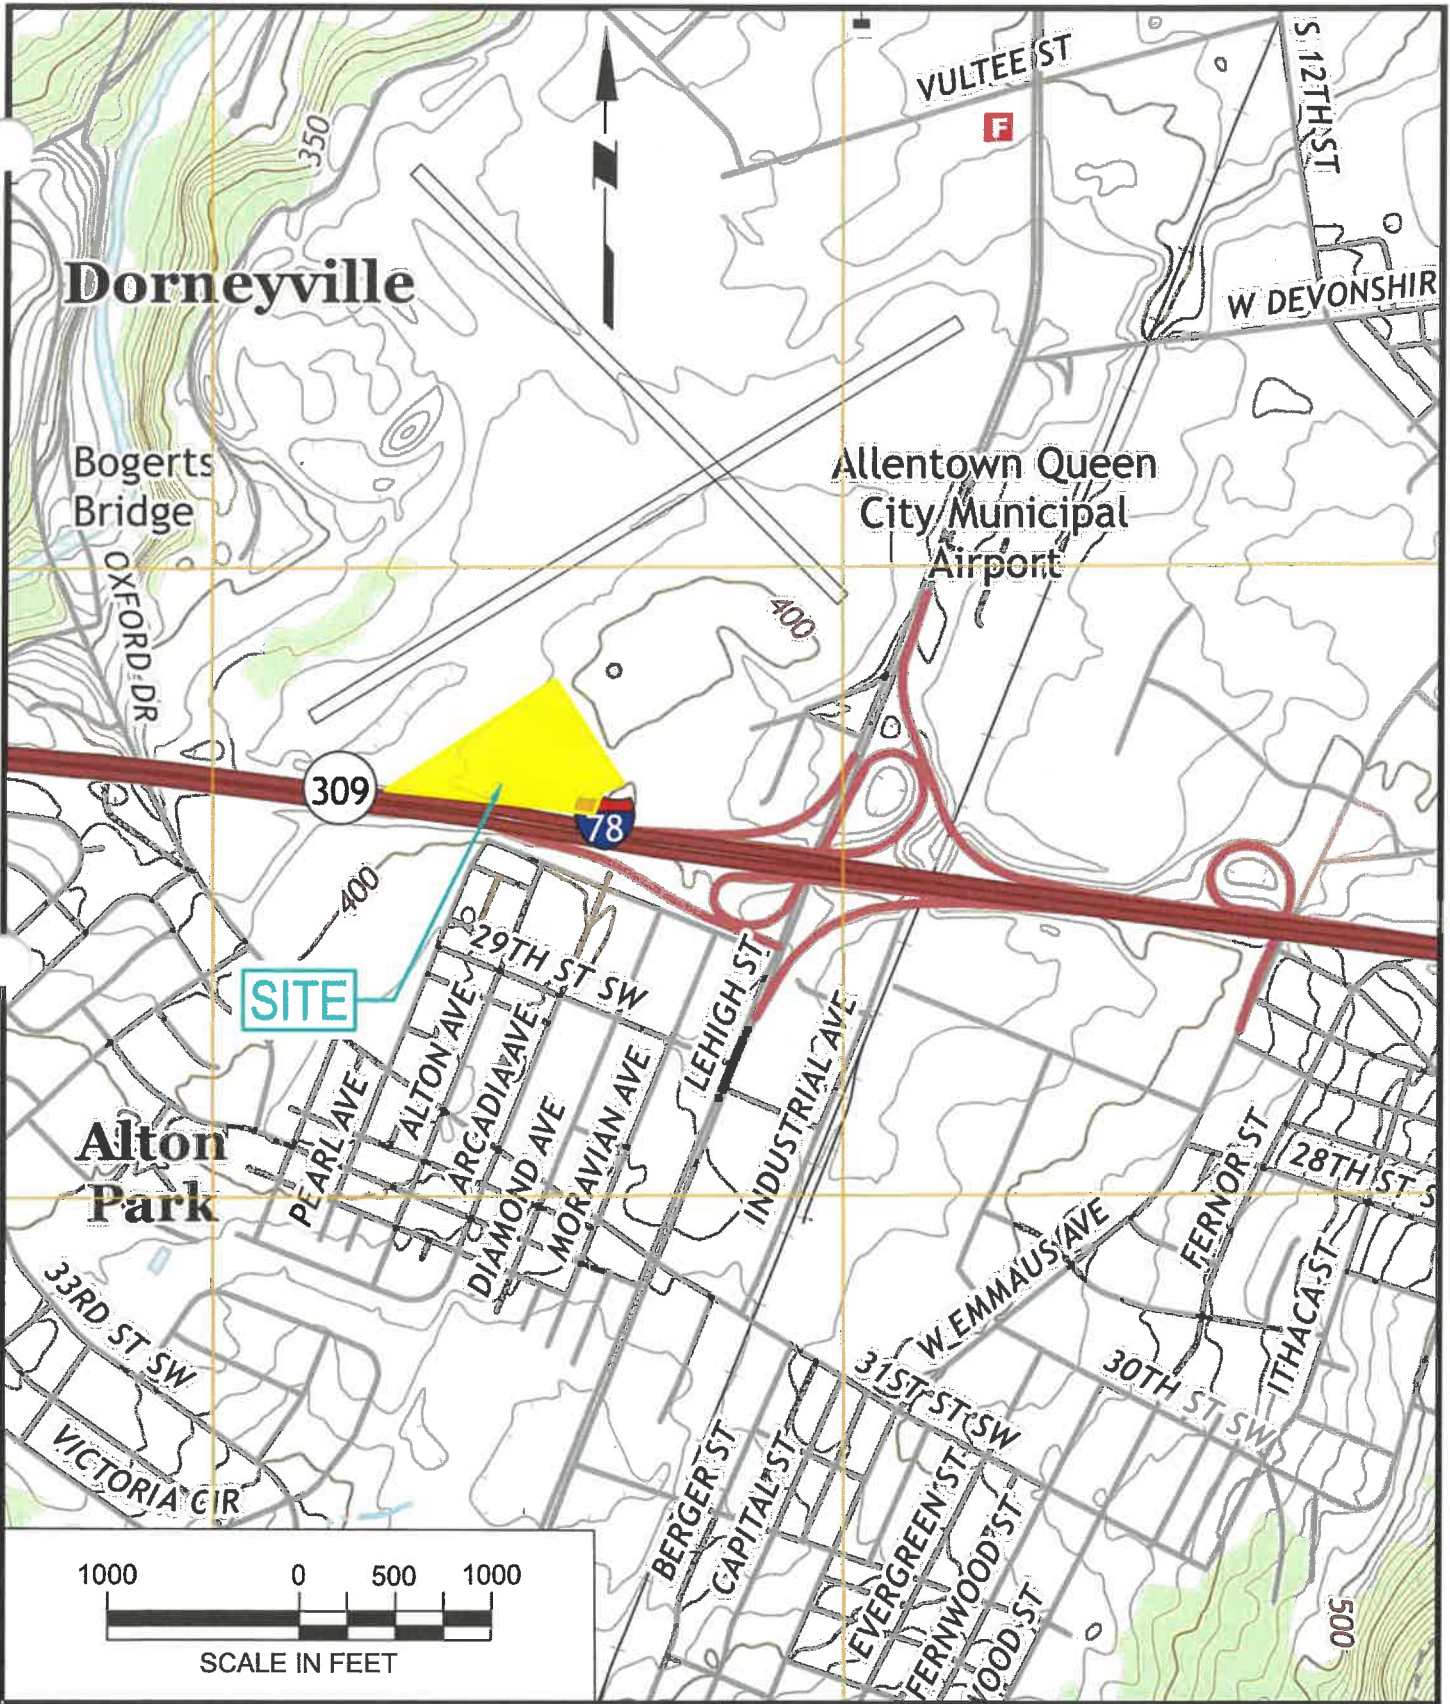 VULTEE ST
S 12TH ST
F
350
N
Dorneyville
W DEVONSHIR
Bogerts
Bridge
Allentown Queen
City Municipal
Airport
OXFORD DR
400
309
78
400
SITE
29TH ST SW
LEHIGH ST
INDUSTRIAL AVE
ALTON AVE
ARCADIA AVE
PEARL AVE
DIAMOND AVE
MORAVIAN AVE
Alton
Park
FERNOR ST
28TH ST S
W EMMAUS AVE
ITHACA ST
33RD ST SW
31ST ST SW
30TH ST SW
VICTORIA CIR
BERGER ST
CAPITAL ST
EVERGREEN ST
FERNWOOD ST
WOOD ST
500
1000 0 500 1000
SCALE IN FEET